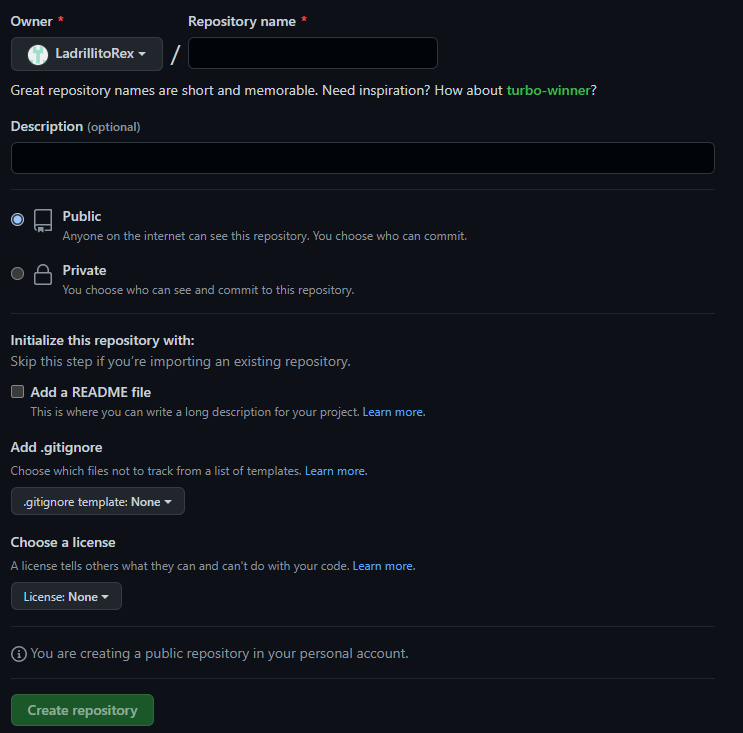 Owner * Repository name *
LadrillitoRex /
Great repository names are short and memorable. Need inspiration? How about turbo-winner?
Description (optional)
Public
Anyone on the internet can see this repository. You choose who can commit.
Private
You choose who can see and commit to this repository.
Initialize this repository with:
Skip this step if you're importing an existing repository.
Add a README file
This is where you can write a long description for your project. Learn more.
Add .gitignore
Choose which files not to track from a list of templates. Learn more.
.gitignore template: None
Choose a license
A license tells others what they can and can't do with your code. Learn more.
License: None
You are creating a public repository in your personal account.
Create repository